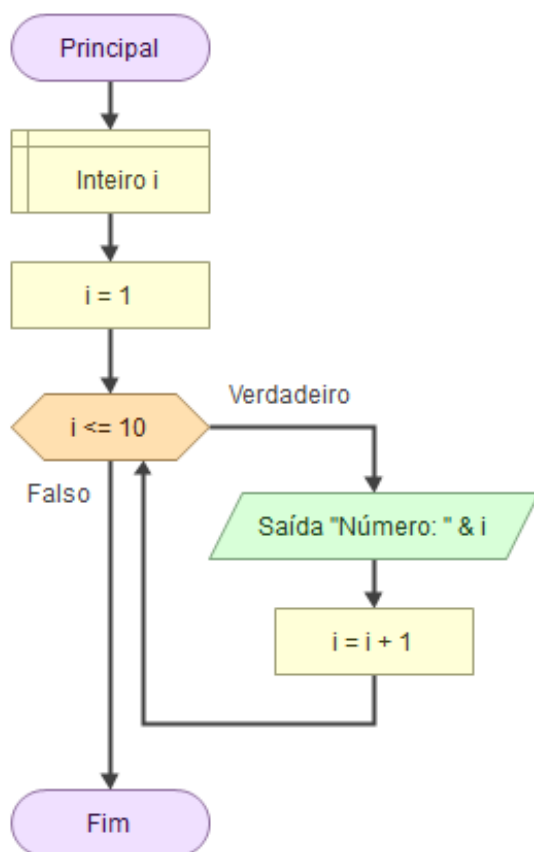 Principal
Inteiro i
i = 1
i <= 10
Verdadeiro
Falso
Saída "Número: " & i
i = i + 1
Fim